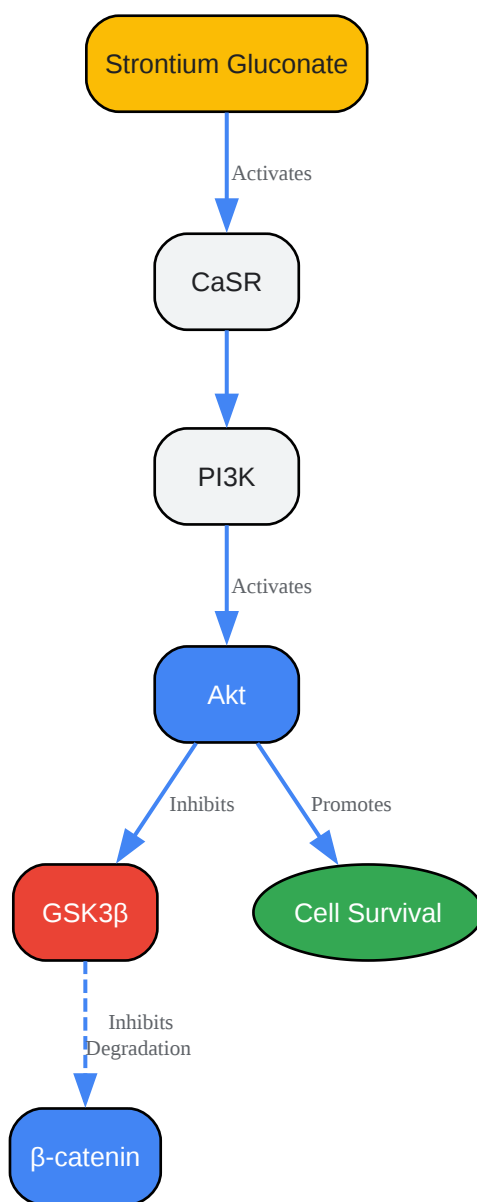 Strontium Gluconate
Activates
CaSR
PI3K
Activates
Akt
Inhibits
Promotes
GSK3β
Cell Survival
Inhibits
Degradation
β-catenin